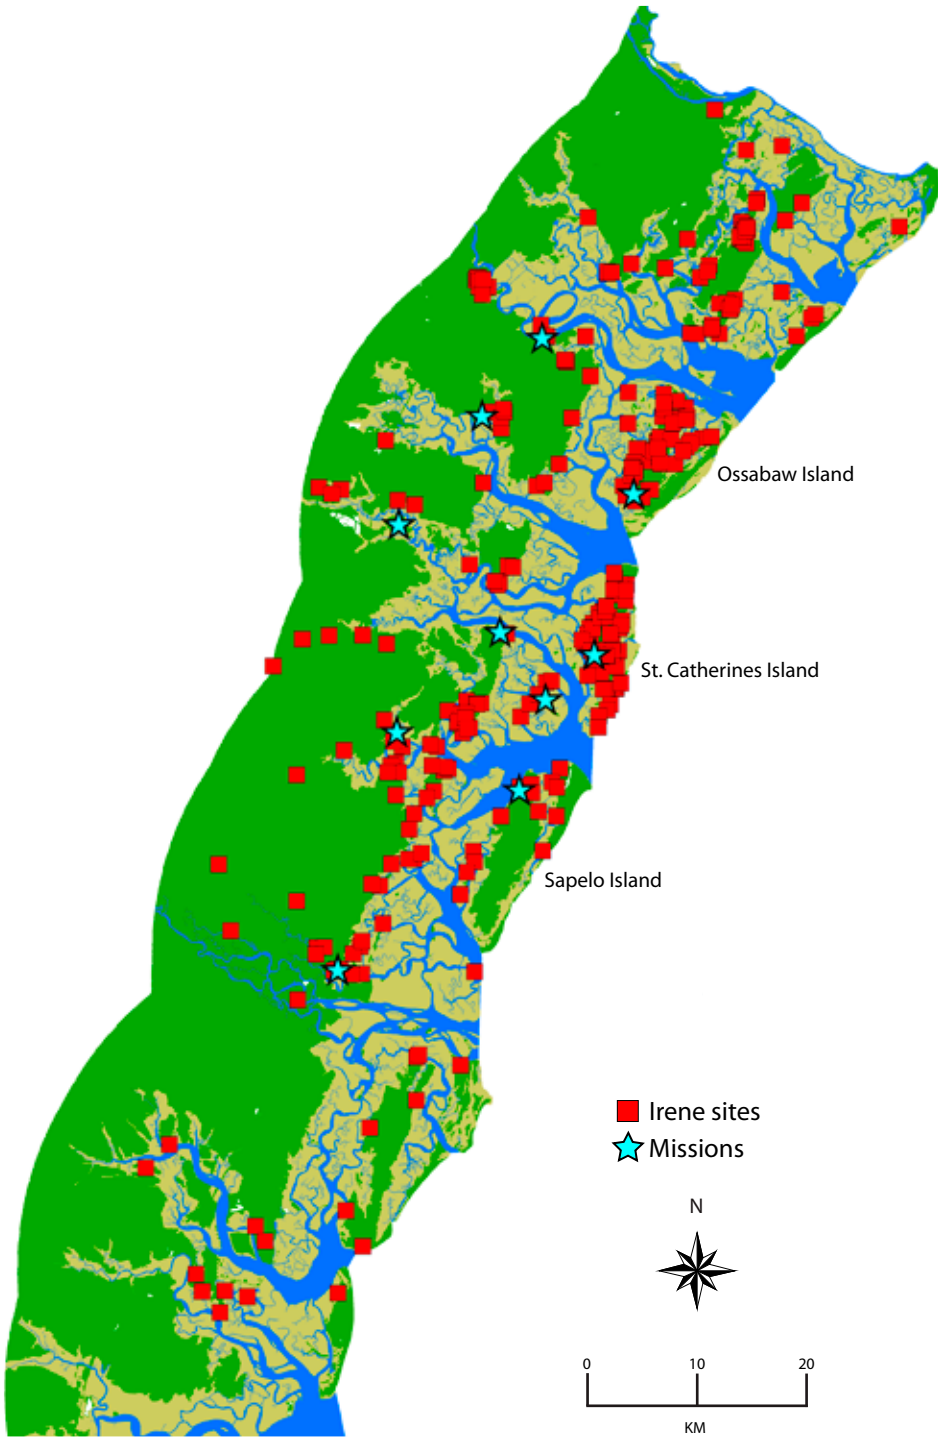 Ossabaw Island
St. Catherines Island
Sapelo Island
Irene sites
Missions
N
0 10 20
KM